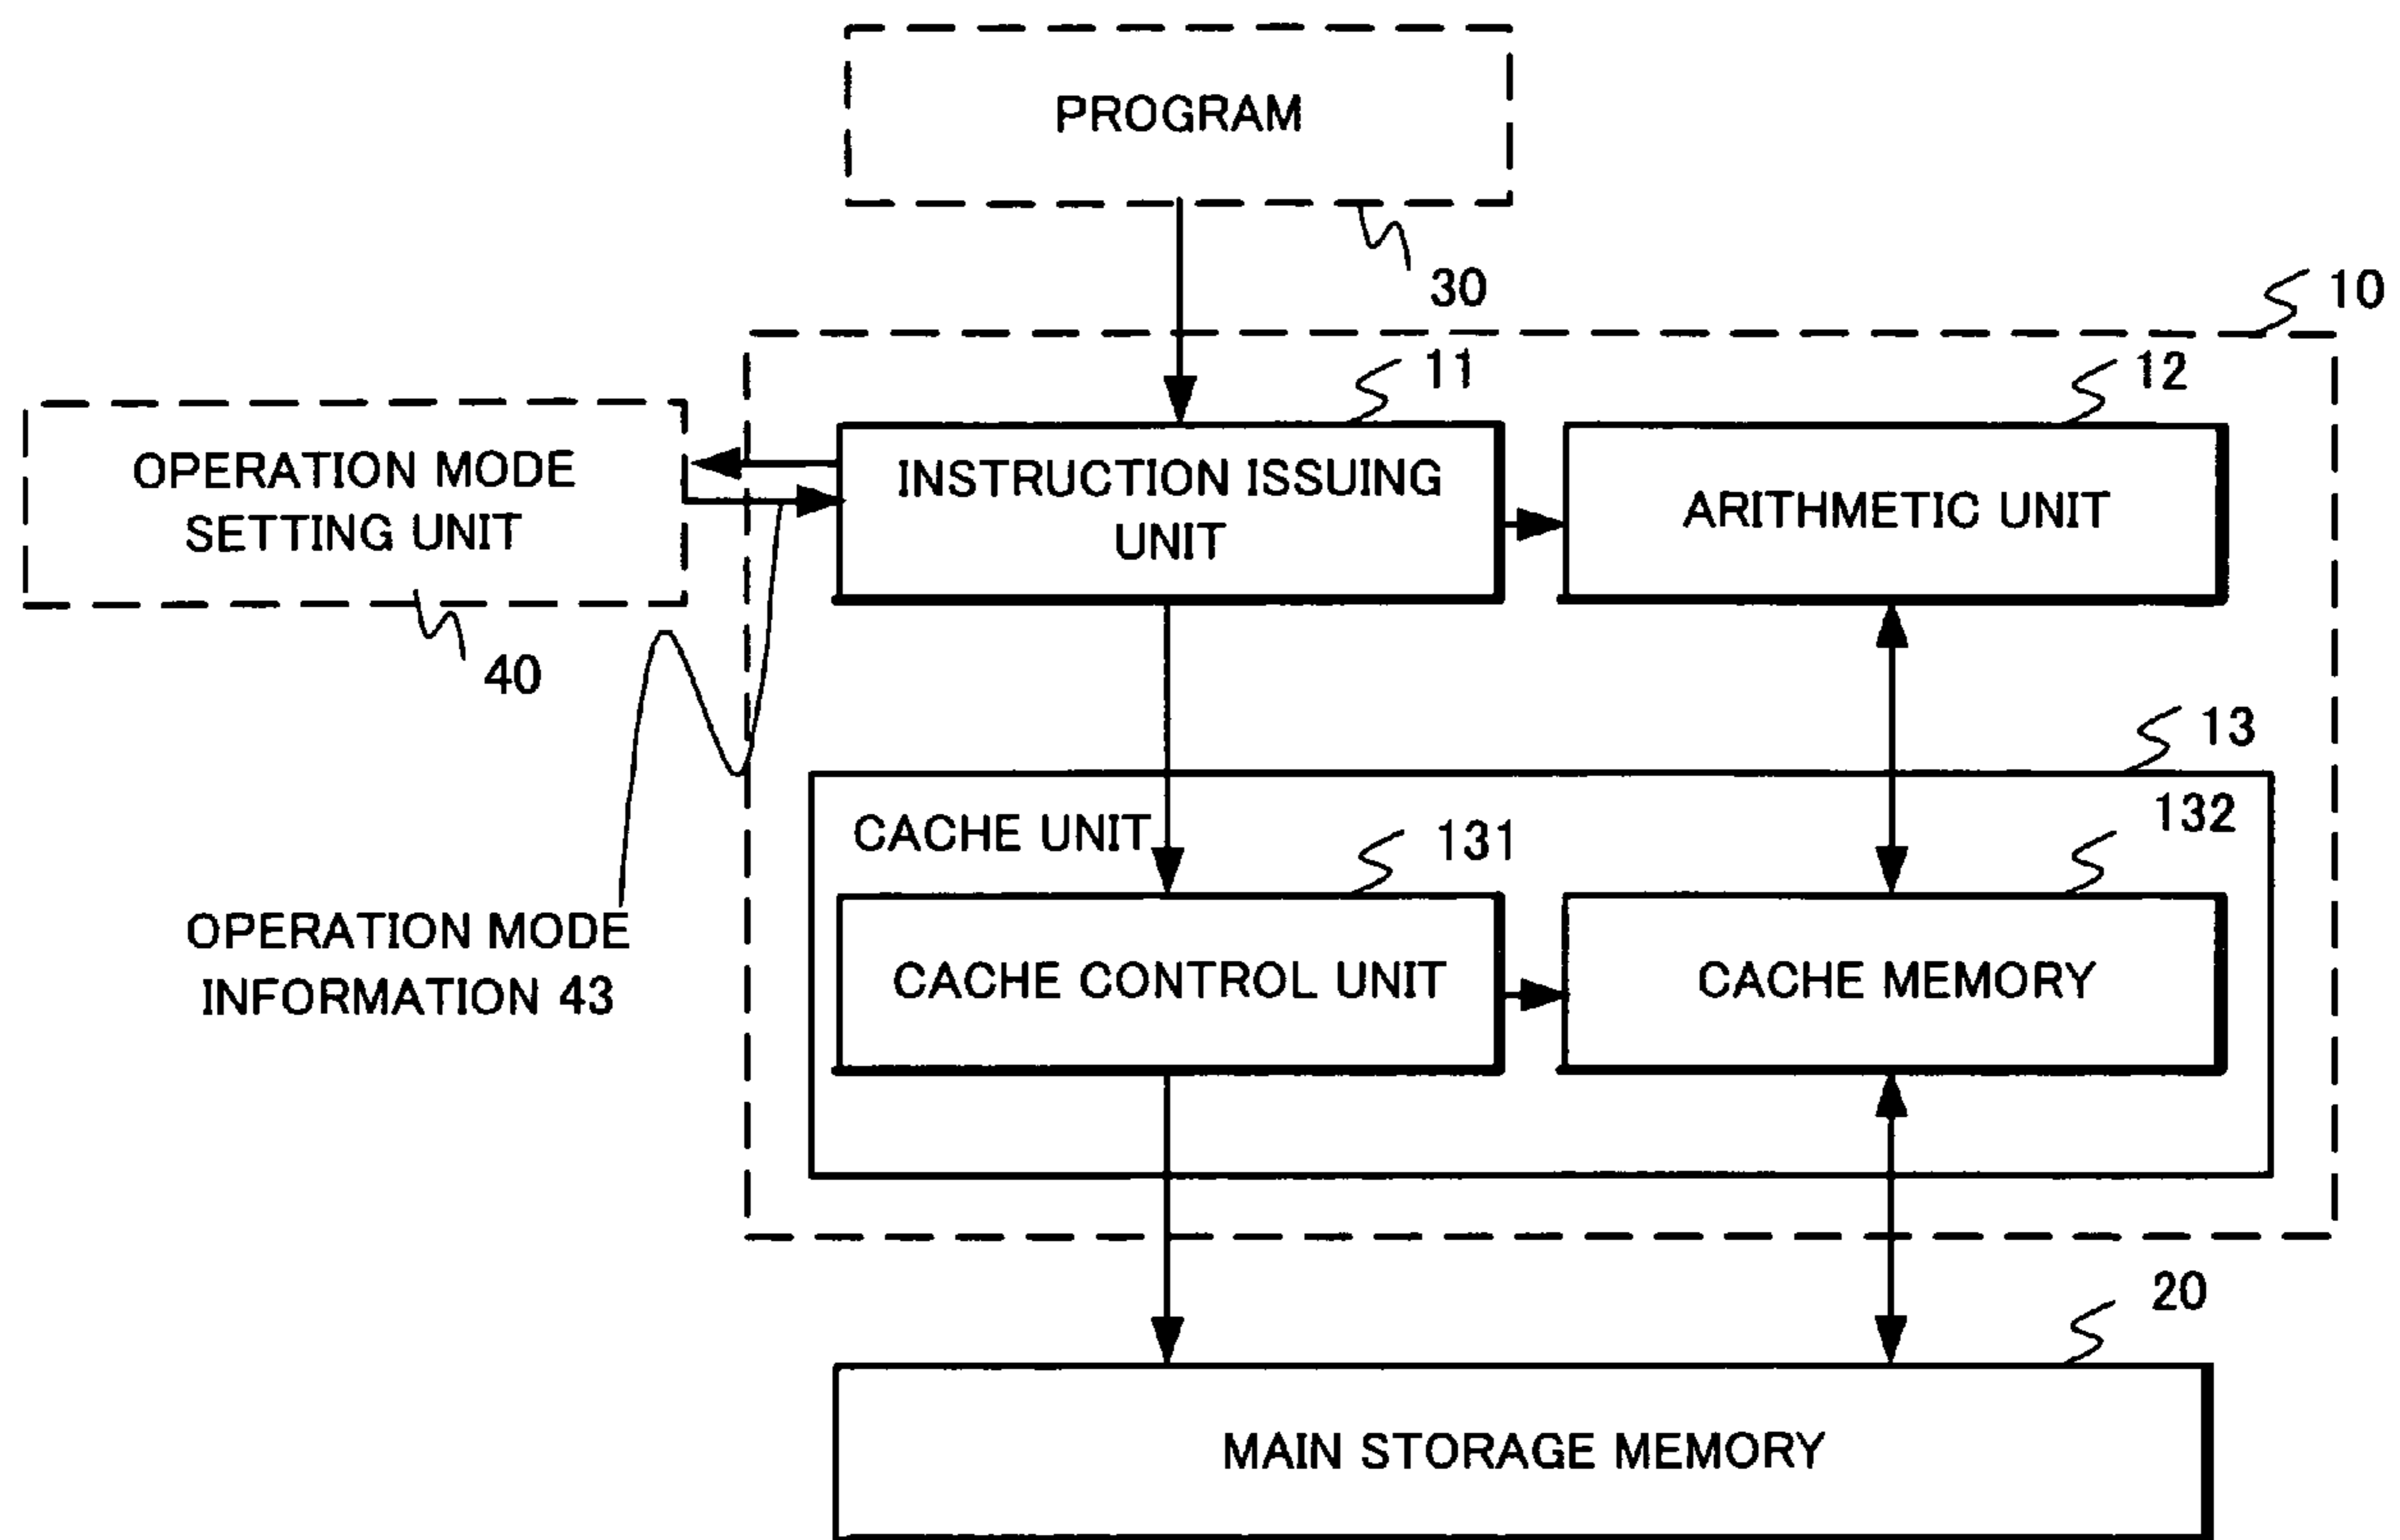 PROGRAM
30
10
11
12
OPERATION MODE
SETTING UNIT
INSTRUCTION ISSUING
UNIT
ARITHMETIC UNIT
40
13
CACHE UNIT
131
132
OPERATION MODE
INFORMATION 43
CACHE CONTROL UNIT
CACHE MEMORY
20
MAIN STORAGE MEMORY